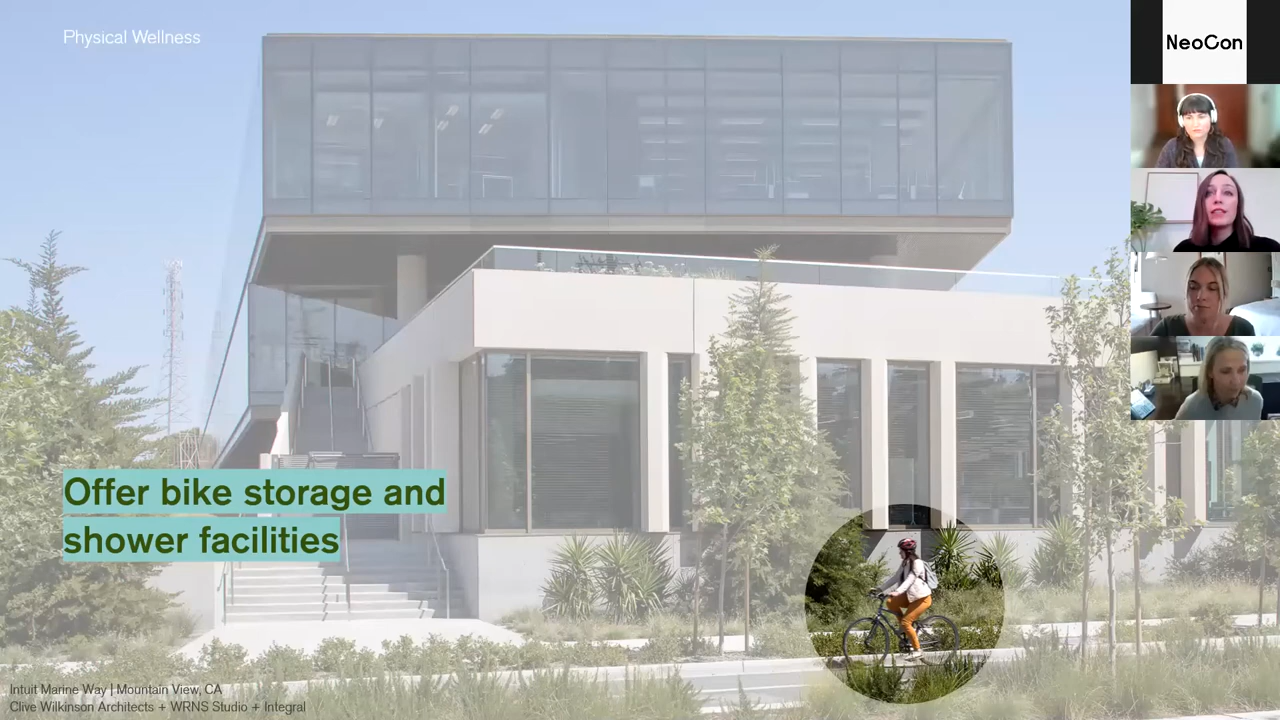 Physical Wellness
NeoCon
Offer bike storage and
shower facilities
Intuit Marine Way | Mountain View, CA
Clive Wilkinson Architects + WRNS Studio + Integral